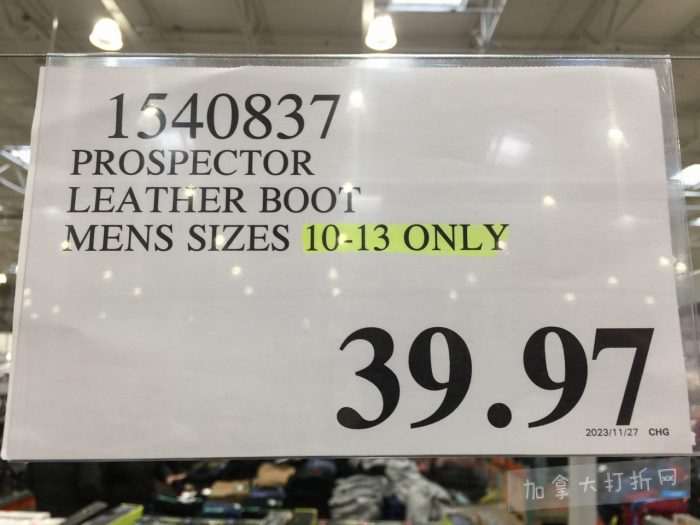 1540837
PROSPECTOR
LEATHER BOOT
MENS SIZES 10-13 ONLY
39.97
2023/11/27 CHG
加拿大打折网